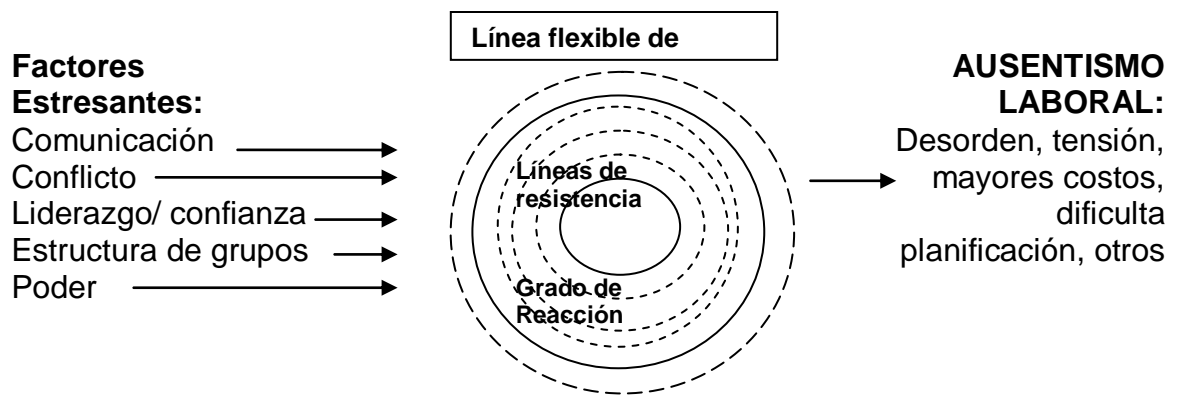 Línea flexible de
Factores
Estresantes:
Comunicación
Conflicto
Liderazgo/ confianza
Estructura de grupos
Poder
Líneas de
resistencia
Grado de
Reacción
AUSENTISMO
LABORAL:
Desorden, tensión,
mayores costos,
dificulta
planificación, otros